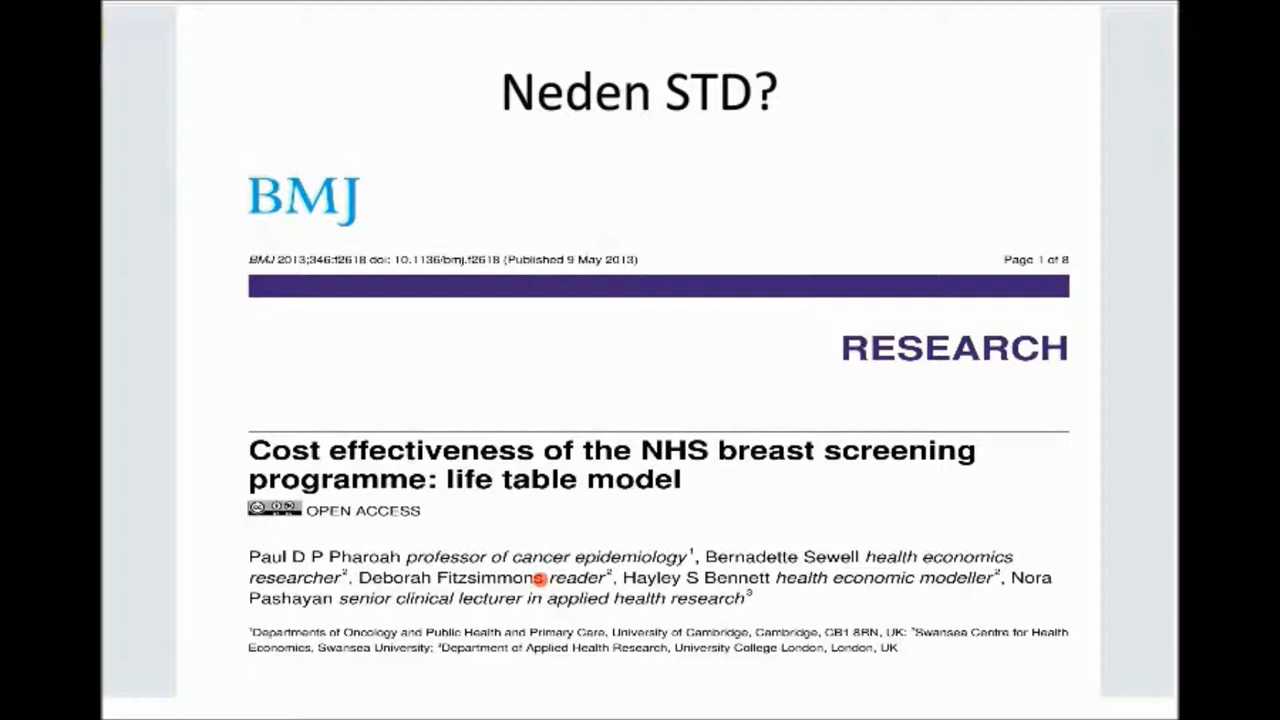 Neden STD?
BMJ
BMJ 2013;346:f2618 doi: 10.1136/bmj.f2618 (Published 9 May 2013) Page 1 of 8
RESEARCH
Cost effectiveness of the NHS breast screening
programme: life table model
OPEN ACCESS
Paul D P Pharoah professor of cancer epidemiology¹, Bernadette Sewell health economics
researcher², Deborah Fitzsimmons reader², Hayley S Bennett health economic modeller², Nora
Pashayan senior clinical lecturer in applied health research³
¹Departments of Oncology and Public Health and Primary Care, University of Cambridge, Cambridge, CB1 8RN, UK; ²Swansea Centre for Health
Economics, Swansea University; ³Department of Applied Health Research, University College London, London, UK